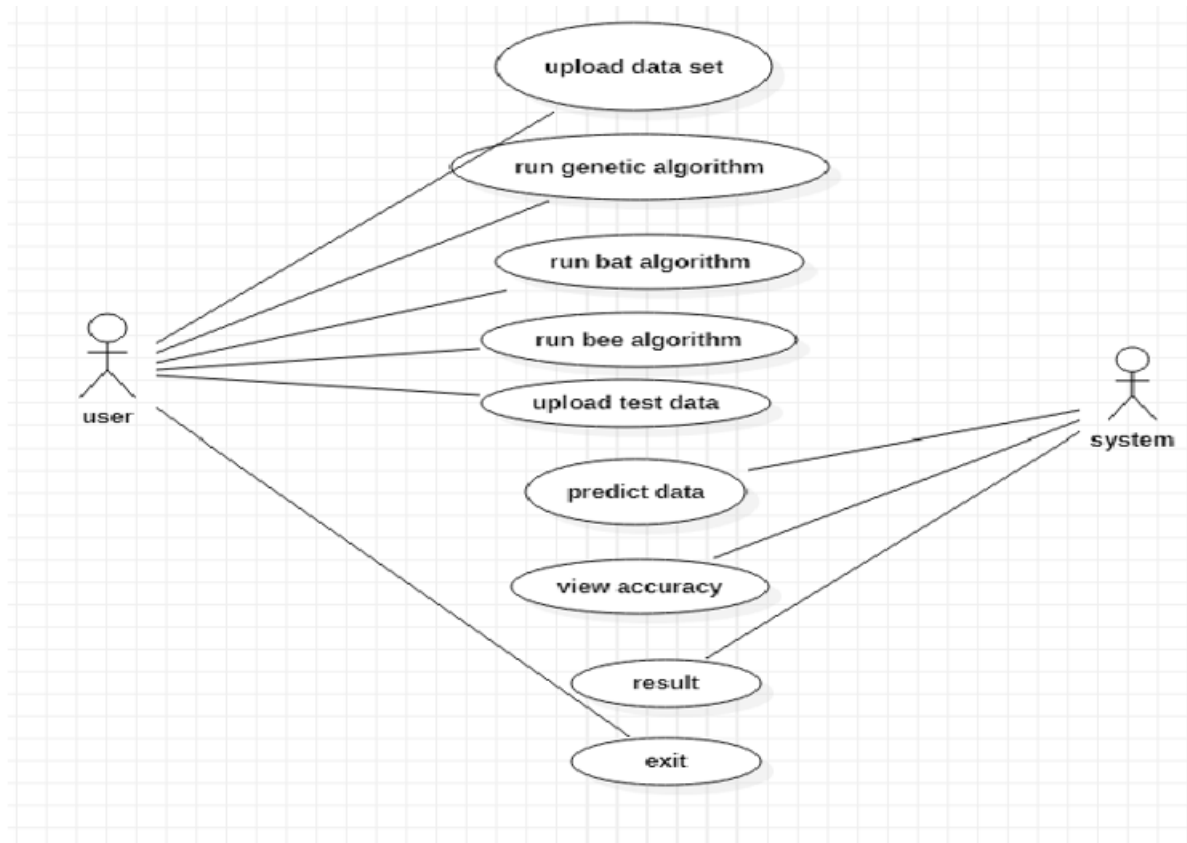 upload data set
run genetic algorithm
run bat algorithm
run bee algorithm
user
upload test data
system
predict data
view accuracy
result
exit